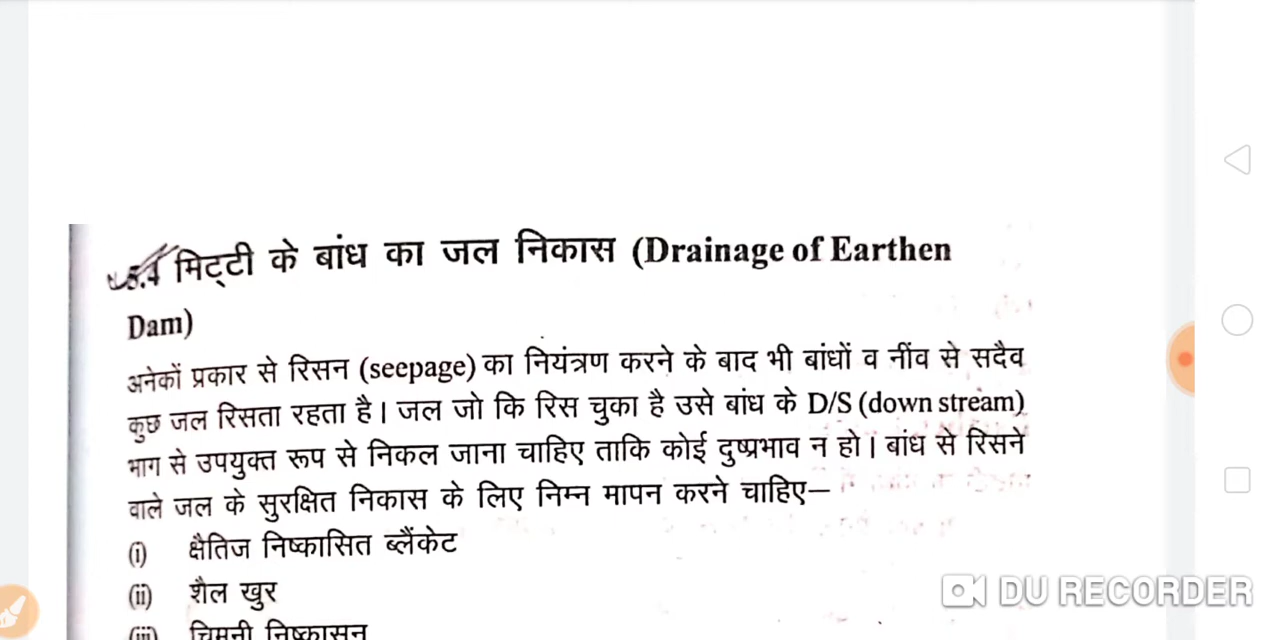 5.4 मिट्टी के बांध का जल निकास (Drainage of Earthen
Dam)
अनेकों प्रकार से रिसन (seepage) का नियंत्रण करने के बाद भी बांधों व नींव से सदैव
कुछ जल रिसता रहता है। जल जो कि रिस चुका है उसे बांध के D/S (down stream)
भाग से उपयुक्त रूप से निकल जाना चाहिए ताकि कोई दुष्प्रभाव न हो। बांध से रिसने
वाले जल के सुरक्षित निकास के लिए निम्न मापन करने चाहिए–
(i) क्षैतिज निष्कासित ब्लैंकेट
(ii) शैल खुर
(iii) चिमनी निष्कासन
DU RECORDER